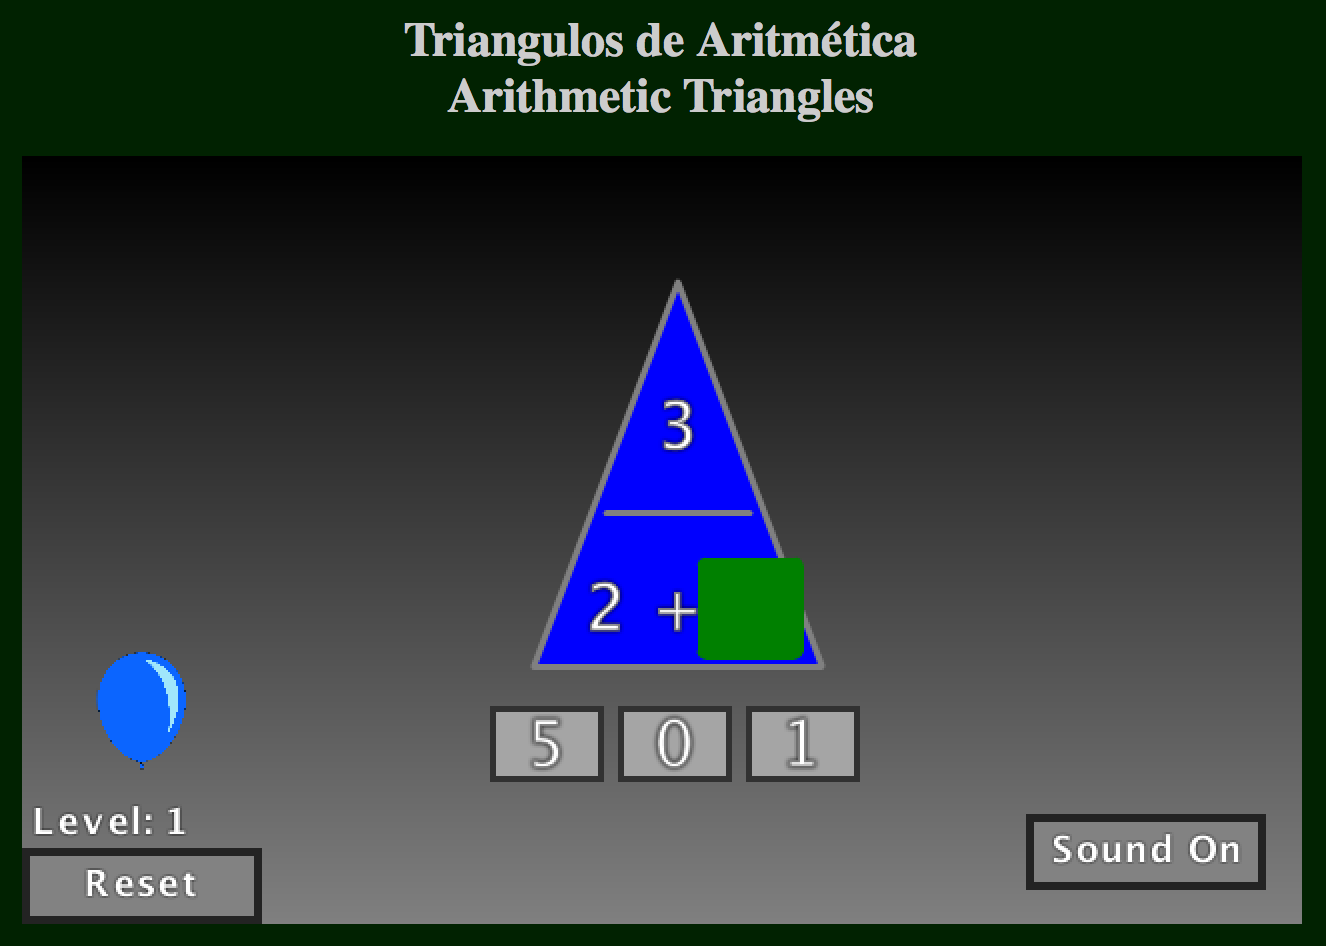 Triangulos de Aritmética
Arithmetic Triangles
3
2 +
5 0 1
Level: 1
Reset
Sound On